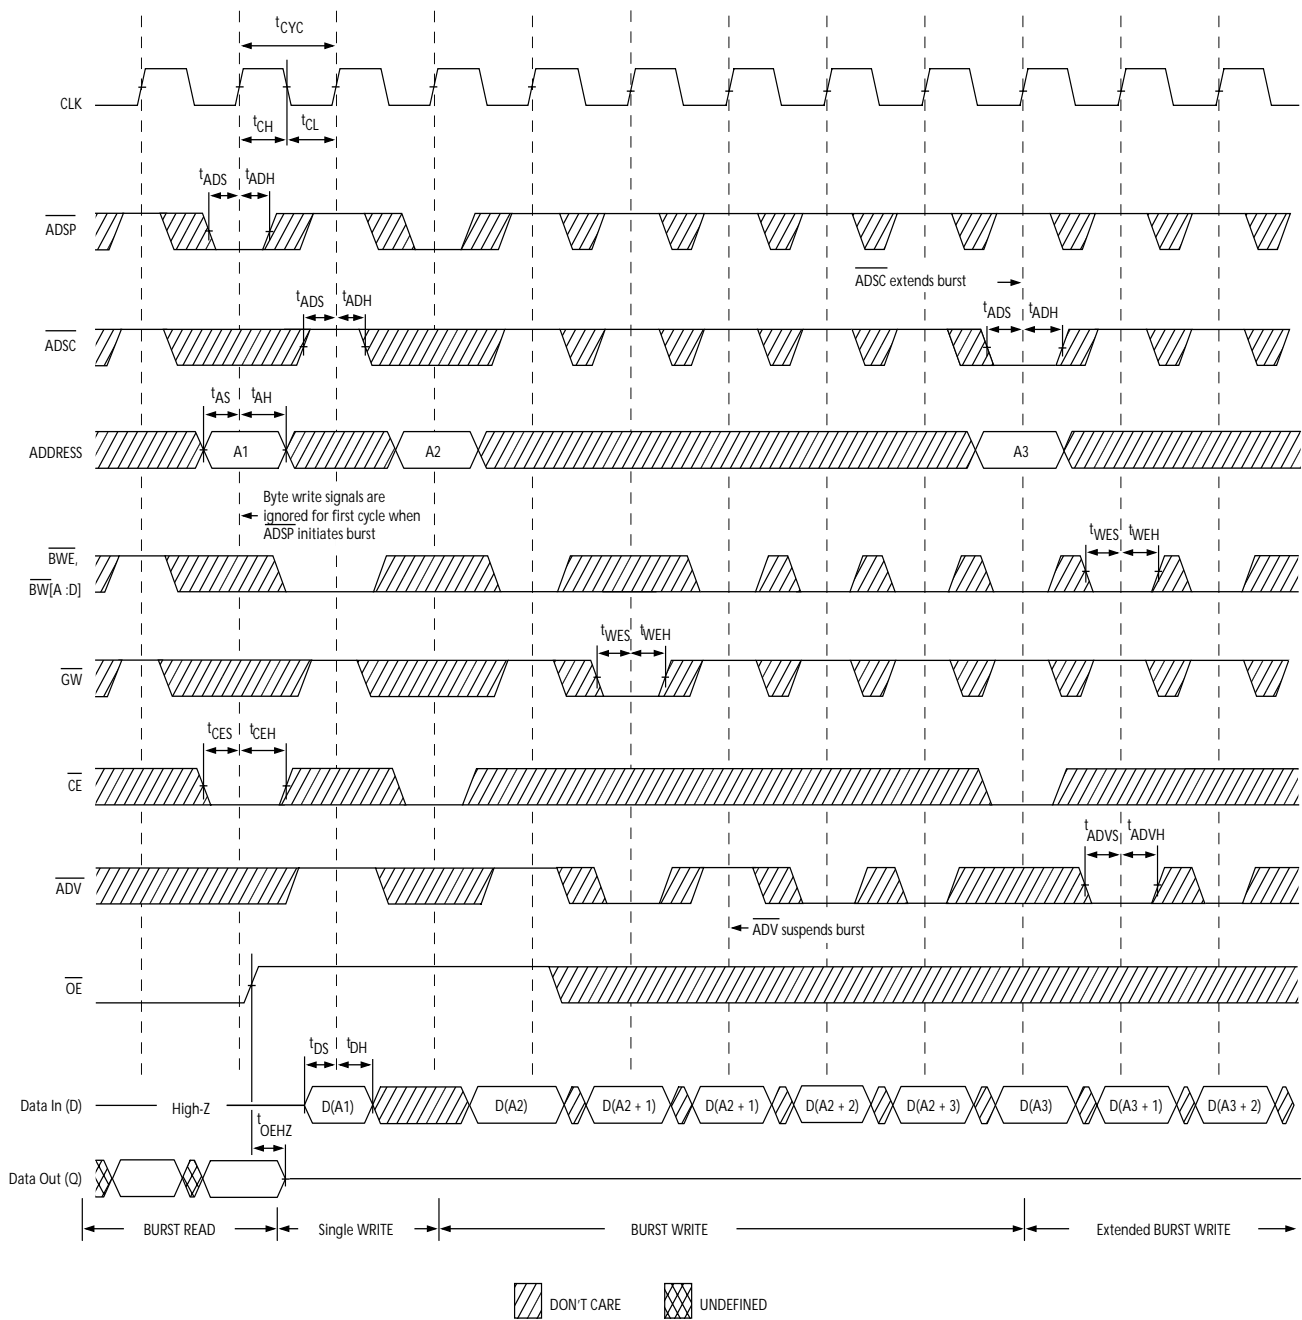 tCYC
CLK
tCH
tCL
tADS
tADH
ADSP
ADSC extends burst
tADS
tADH
tADS
tADH
ADSC
tAS
tAH
ADDRESS
A1
A2
A3
Byte write signals are
ignored for first cycle when
ADSP initiates burst
BWE,
BW[A :D]
tWES
tWEH
tWES
tWEH
GW
tCES
tCEH
CE
tADVS
tADVH
ADV
ADV suspends burst
OE
tDS
tDH
Data In (D)
High-Z
D(A1)
D(A2)
D(A2 + 1)
D(A2 + 1)
D(A2 + 2)
D(A2 + 3)
D(A3)
D(A3 + 1)
D(A3 + 2)
tOEHZ
Data Out (Q)
BURST READ
Single WRITE
BURST WRITE
Extended BURST WRITE
DON'T CARE
UNDEFINED